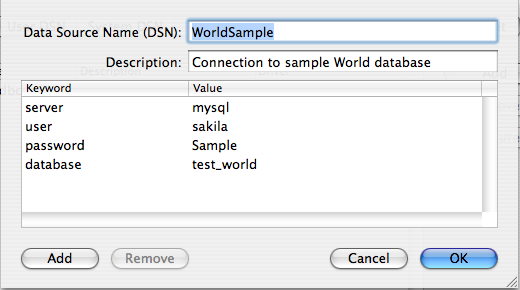 Data Source Name (DSN): WorldSample
Description: Connection to sample World database
Keyword Value
server mysql
user sakila
password Sample
database test_world
Add Remove Cancel OK